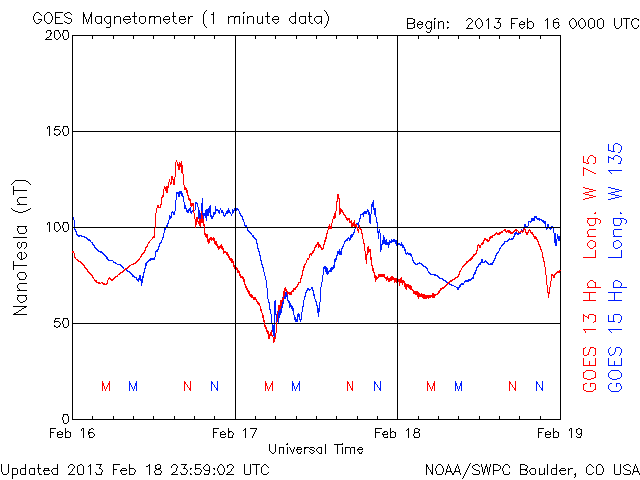 GOES Magnetometer (1 minute data)
Begin: 2013 Feb 16 0000 UTC
200
150
100
50
0
NanoTesla (nT)
M M N N M M N N M M N N
Feb 16 Feb 17 Feb 18 Feb 19
Universal Time
GOES 13 Hp Long. W 75
GOES 15 Hp Long. W 135
Updated 2013 Feb 18 23:59:02 UTC
NOAA/SWPC Boulder, CO USA